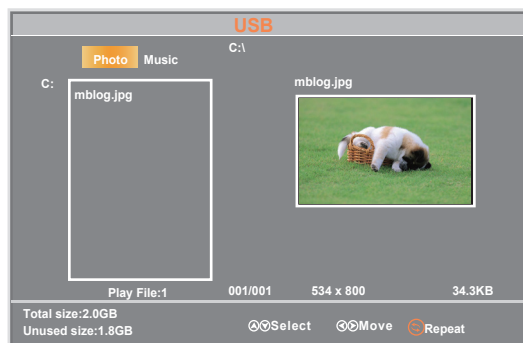 USB
Photo Music
C:\
C:
mblog.jpg
mblog.jpg
Play File:1
001/001
534 x 800
34.3KB
Total size:2.0GB
Unused size:1.8GB
Select
Move
Repeat